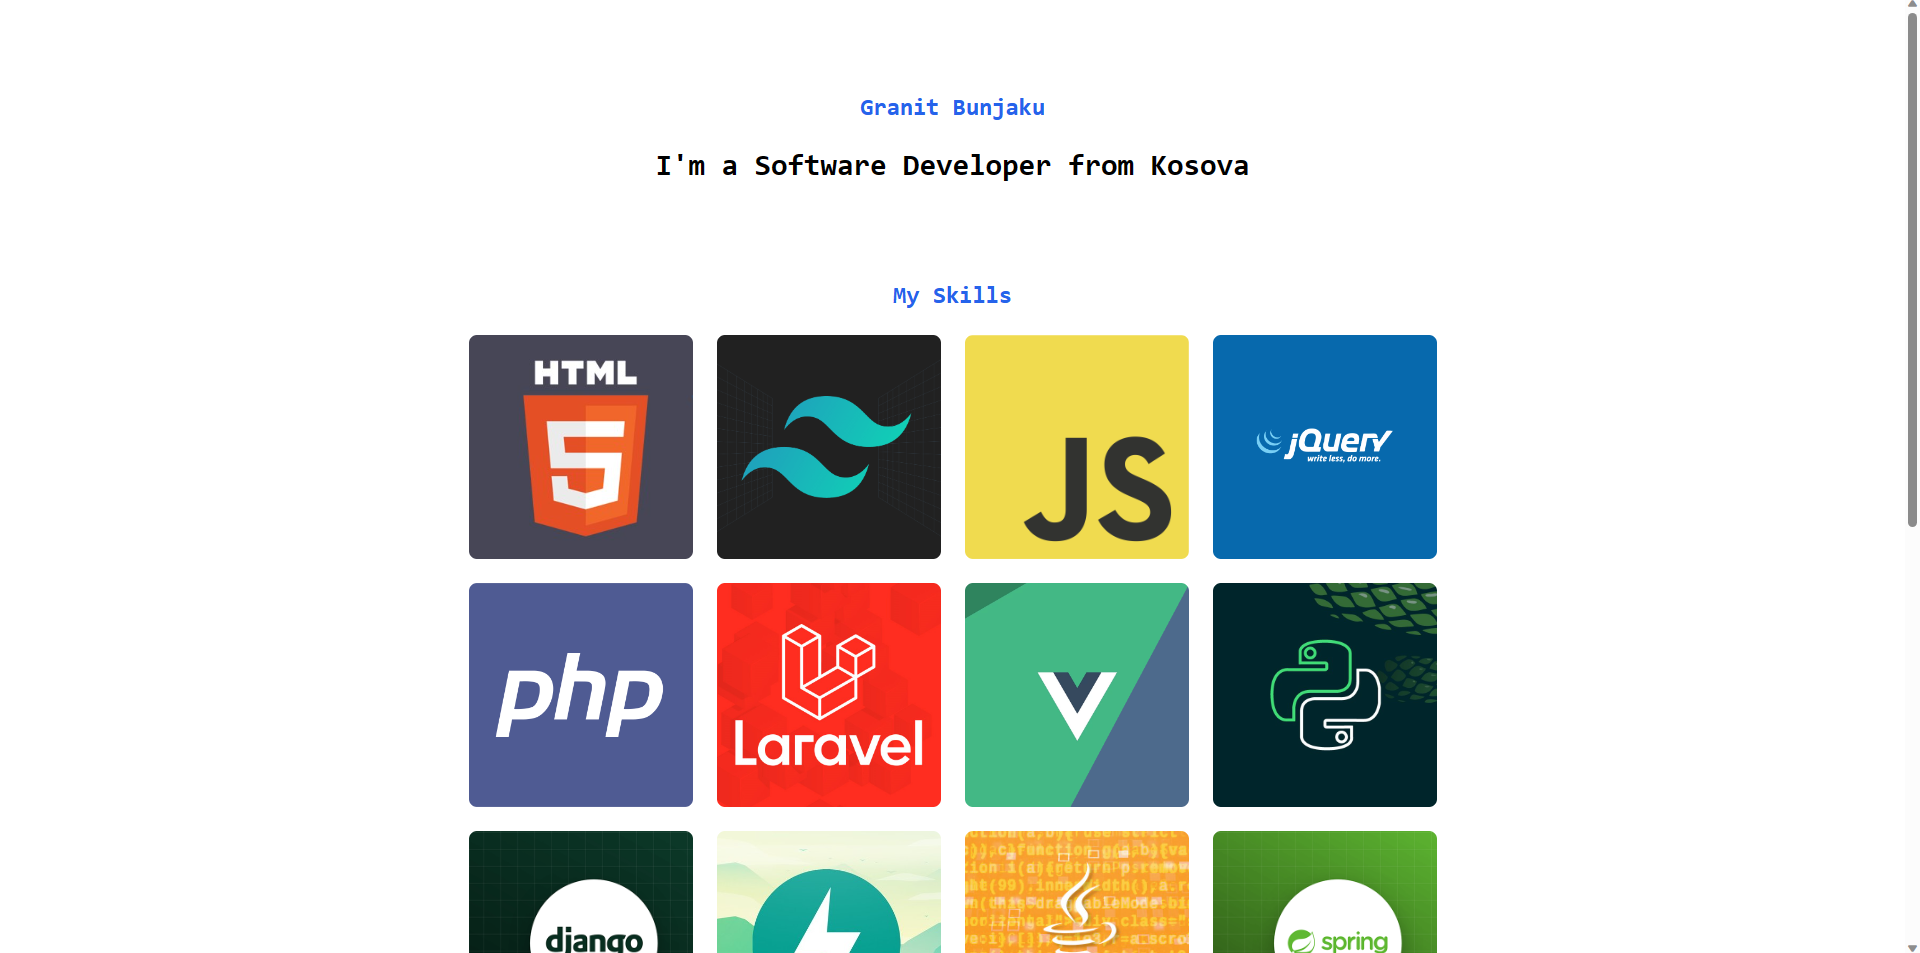 Granit Bunjaku
I'm a Software Developer from Kosova
My Skills
HTML
5
JS
jQuery
write less, do more.
php
Laravel
django
spring